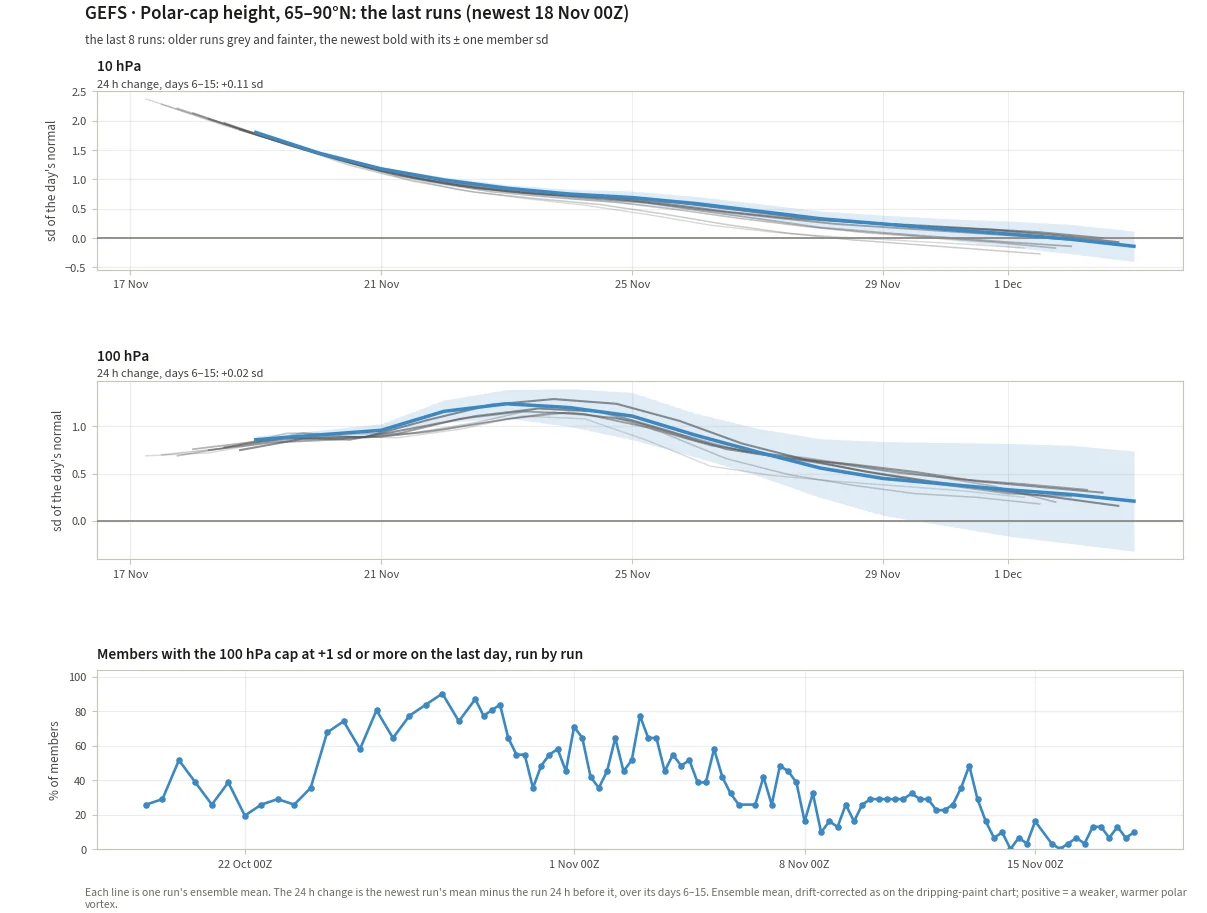 GEFS · Polar-cap height, 65–90°N: the last runs (newest 18 Nov 00Z)
the last 8 runs: older runs grey and fainter, the newest bold with its ± one member sd
10 hPa
24 h change, days 6–15: +0.11 sd
sd of the day's normal
2.5
2.0
1.5
1.0
0.5
0.0
−0.5
17 Nov 21 Nov 25 Nov 29 Nov 1 Dec
100 hPa
24 h change, days 6–15: +0.02 sd
sd of the day's normal
1.0
0.5
0.0
17 Nov 21 Nov 25 Nov 29 Nov 1 Dec
Members with the 100 hPa cap at +1 sd or more on the last day, run by run
% of members
100
80
60
40
20
0
22 Oct 00Z 1 Nov 00Z 8 Nov 00Z 15 Nov 00Z
Each line is one run's ensemble mean. The 24 h change is the newest run's mean minus the run 24 h before it, over its days 6–15. Ensemble mean, drift-corrected as on the dripping-paint chart; positive = a weaker, warmer polar
vortex.